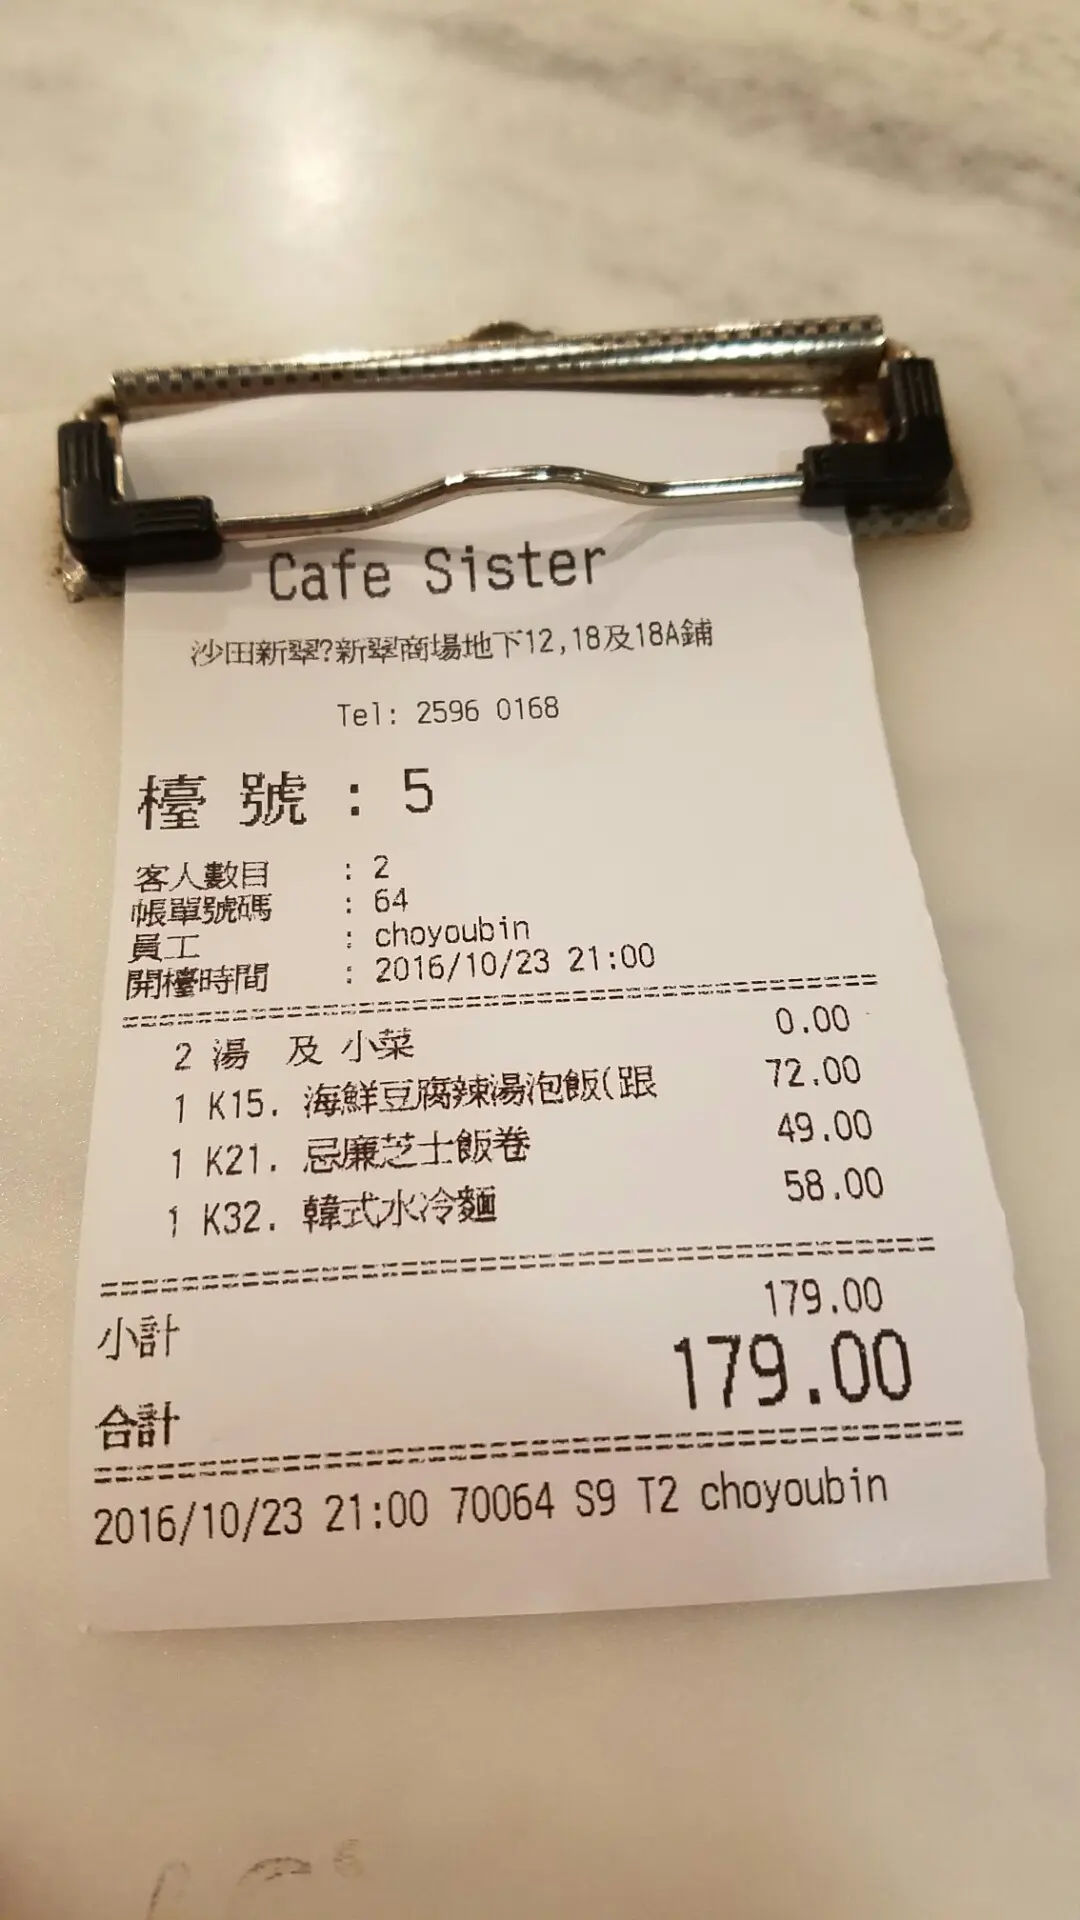 Cafe Sister
沙田新翠?新翠商場地下12,18及18A鋪
Tel: 2596 0168
檯 號 : 5
客人數目 : 2
帳單號碼 : 64
員工 : choyoubin
開檯時間 : 2016/10/23 21:00
2 湯 及 小菜 0.00
1 K15. 海鮮豆腐辣湯泡飯(跟 72.00
1 K21. 忌廉芝士飯卷 49.00
1 K32. 韓式水冷麵 58.00
小計 179.00
合計 179.00
2016/10/23 21:00 70064 S9 T2 choyoubin